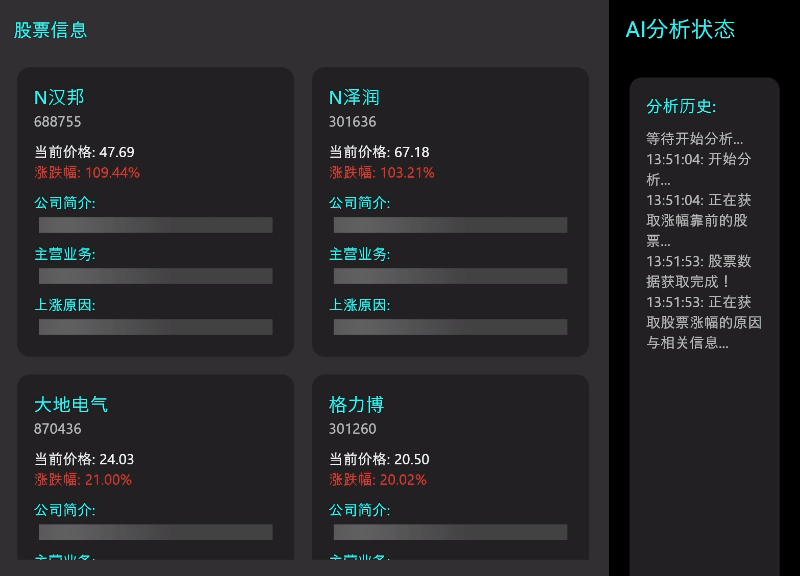 股票信息
N汉邦
688755
当前价格: 47.69
涨跌幅: 109.44%
公司简介:
主营业务:
上涨原因:
N泽润
301636
当前价格: 67.18
涨跌幅: 103.21%
公司简介:
主营业务:
上涨原因:
大地电气
870436
当前价格: 24.03
涨跌幅: 21.00%
公司简介:
主营业务:
格力博
301260
当前价格: 20.50
涨跌幅: 20.02%
公司简介:
主营业务:
AI分析状态
分析历史:
等待开始分析...
13:51:04: 开始分
析...
13:51:04: 正在获
取涨幅靠前的股
票...
13:51:53: 股票数
据获取完成！
13:51:53: 正在获
取股票涨幅的原因
与相关信息...